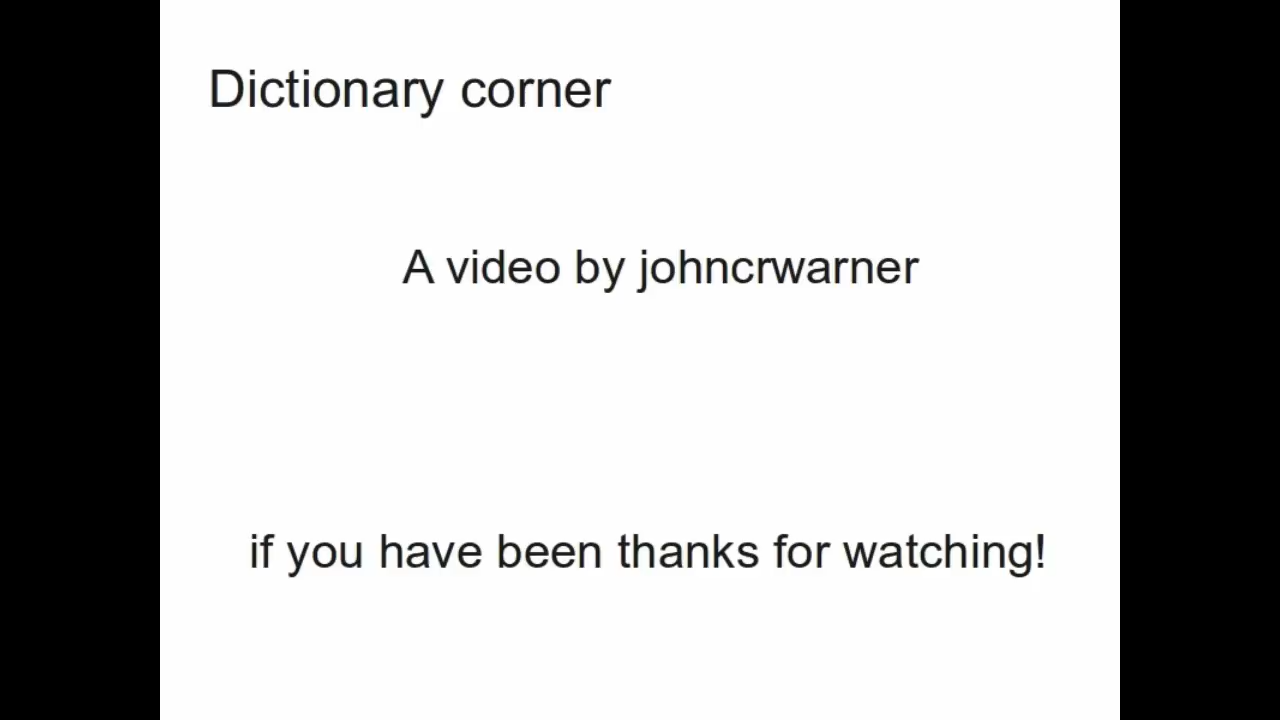 Dictionary corner
A video by johncrwarner
if you have been thanks for watching!